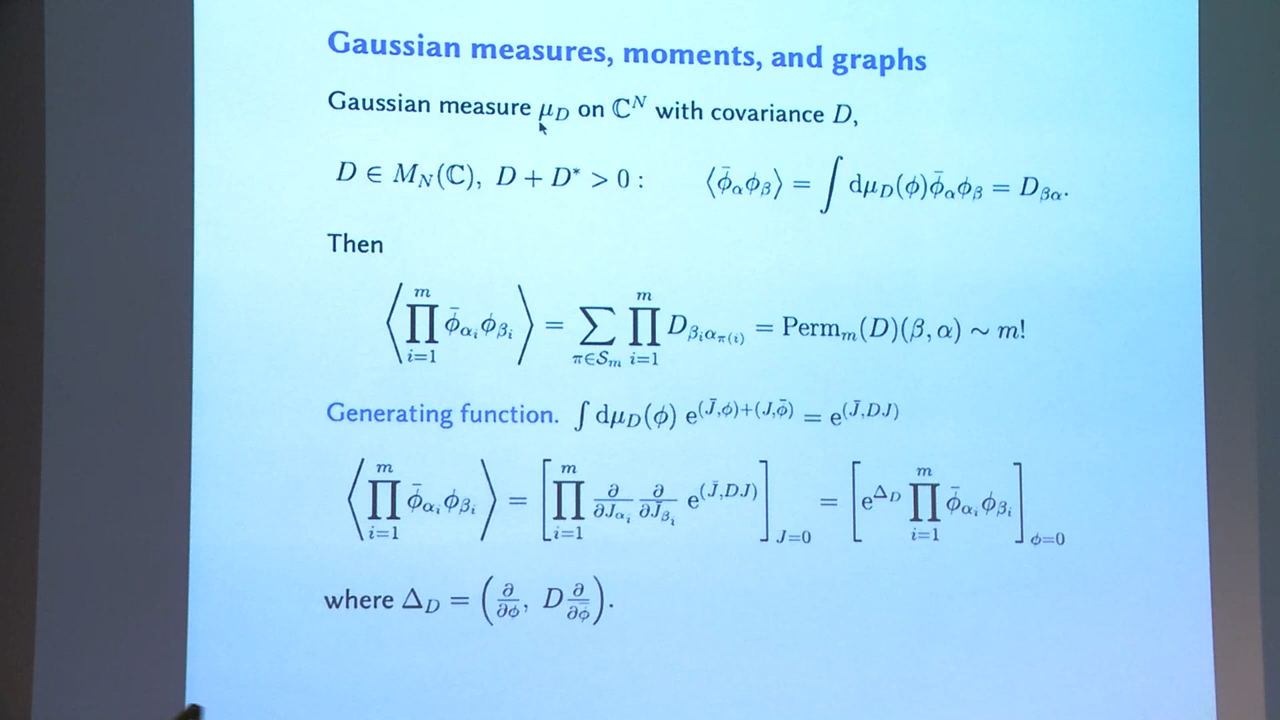 Gaussian measures, moments, and graphs
Gaussian measure μ_D on ℂ^N with covariance D,
D ∈ M_N(ℂ), D + D* > 0 : ⟨ϕ̄_α ϕ_β⟩ = ∫ dμ_D(ϕ) ϕ̄_α ϕ_β = D_{βα}.
Then
⟨∏_{i=1}^{m} ϕ̄_{α_i} ϕ_{β_i}⟩ = ∑_{π∈𝒮_m} ∏_{i=1}^{m} D_{β_i α_{π(i)}} = Perm_m(D)(β, α) ∼ m!
Generating function. ∫ dμ_D(ϕ) e^{(J̄,ϕ)+(J,ϕ̄)} = e^{(J̄,DJ)}
⟨∏_{i=1}^{m} ϕ̄_{α_i} ϕ_{β_i}⟩ = [∏_{i=1}^{m} ∂/∂J_{α_i} ∂/∂J̄_{β_i} e^{(J̄,DJ)}]_{J=0} = [e^{Δ_D} ∏_{i=1}^{m} ϕ̄_{α_i} ϕ_{β_i}]_{ϕ=0}
where Δ_D = (∂/∂ϕ, D ∂/∂ϕ̄).